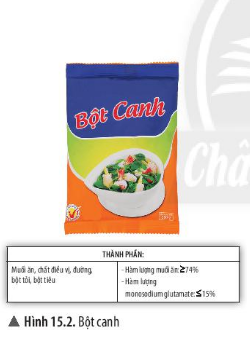 Bột Canh
Châ
THÀNH PHẦN:
Muối ăn, chất điều vị, đường,
bột tỏi, bột tiêu
- Hàm lượng muối ăn: ≥74%
- Hàm lượng
monosodium glutamate: ≤15%
▲ Hình 15.2. Bột canh